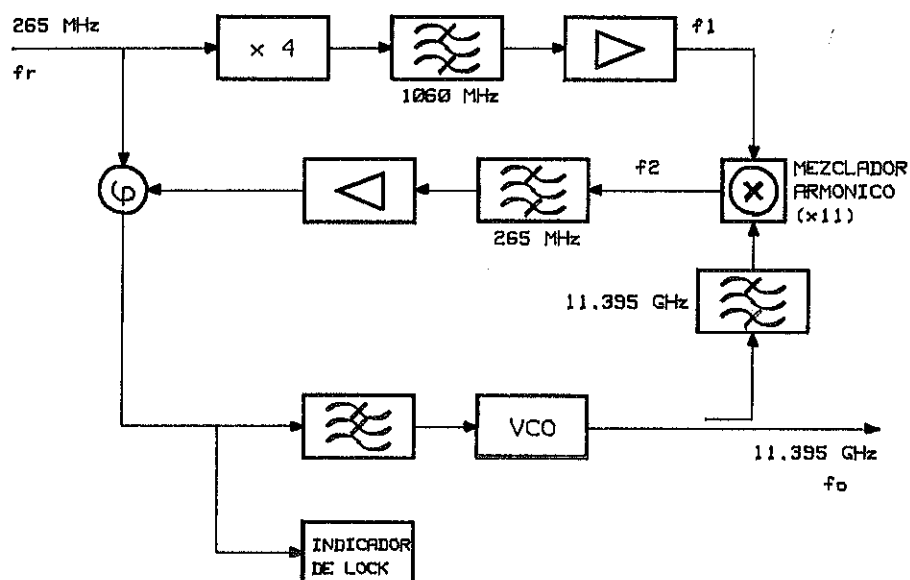 265 MHz
fr
x 4
1060 MHz
f1
MEZCLADOR
ARMONICO
(x11)
f2
265 MHz
φ
11.395 GHz
VCO
11.395 GHz
fo
INDICADOR
DE LOCK